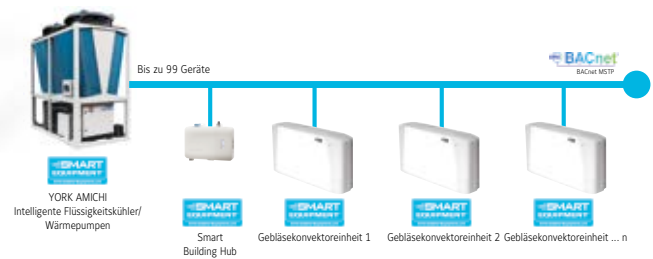 Bis zu 99 Geräte
BACnet
BACnet MSTP
SMART
EQUIPMENT
YORK AMICHI
Intelligente Flüssigkeitskühler/
Wärmepumpen
SMART
EQUIPMENT
Smart
Building Hub
SMART
EQUIPMENT
Gebläsekonvektoreinheit 1
SMART
EQUIPMENT
Gebläsekonvektoreinheit 2
SMART
EQUIPMENT
Gebläsekonvektoreinheit ... n